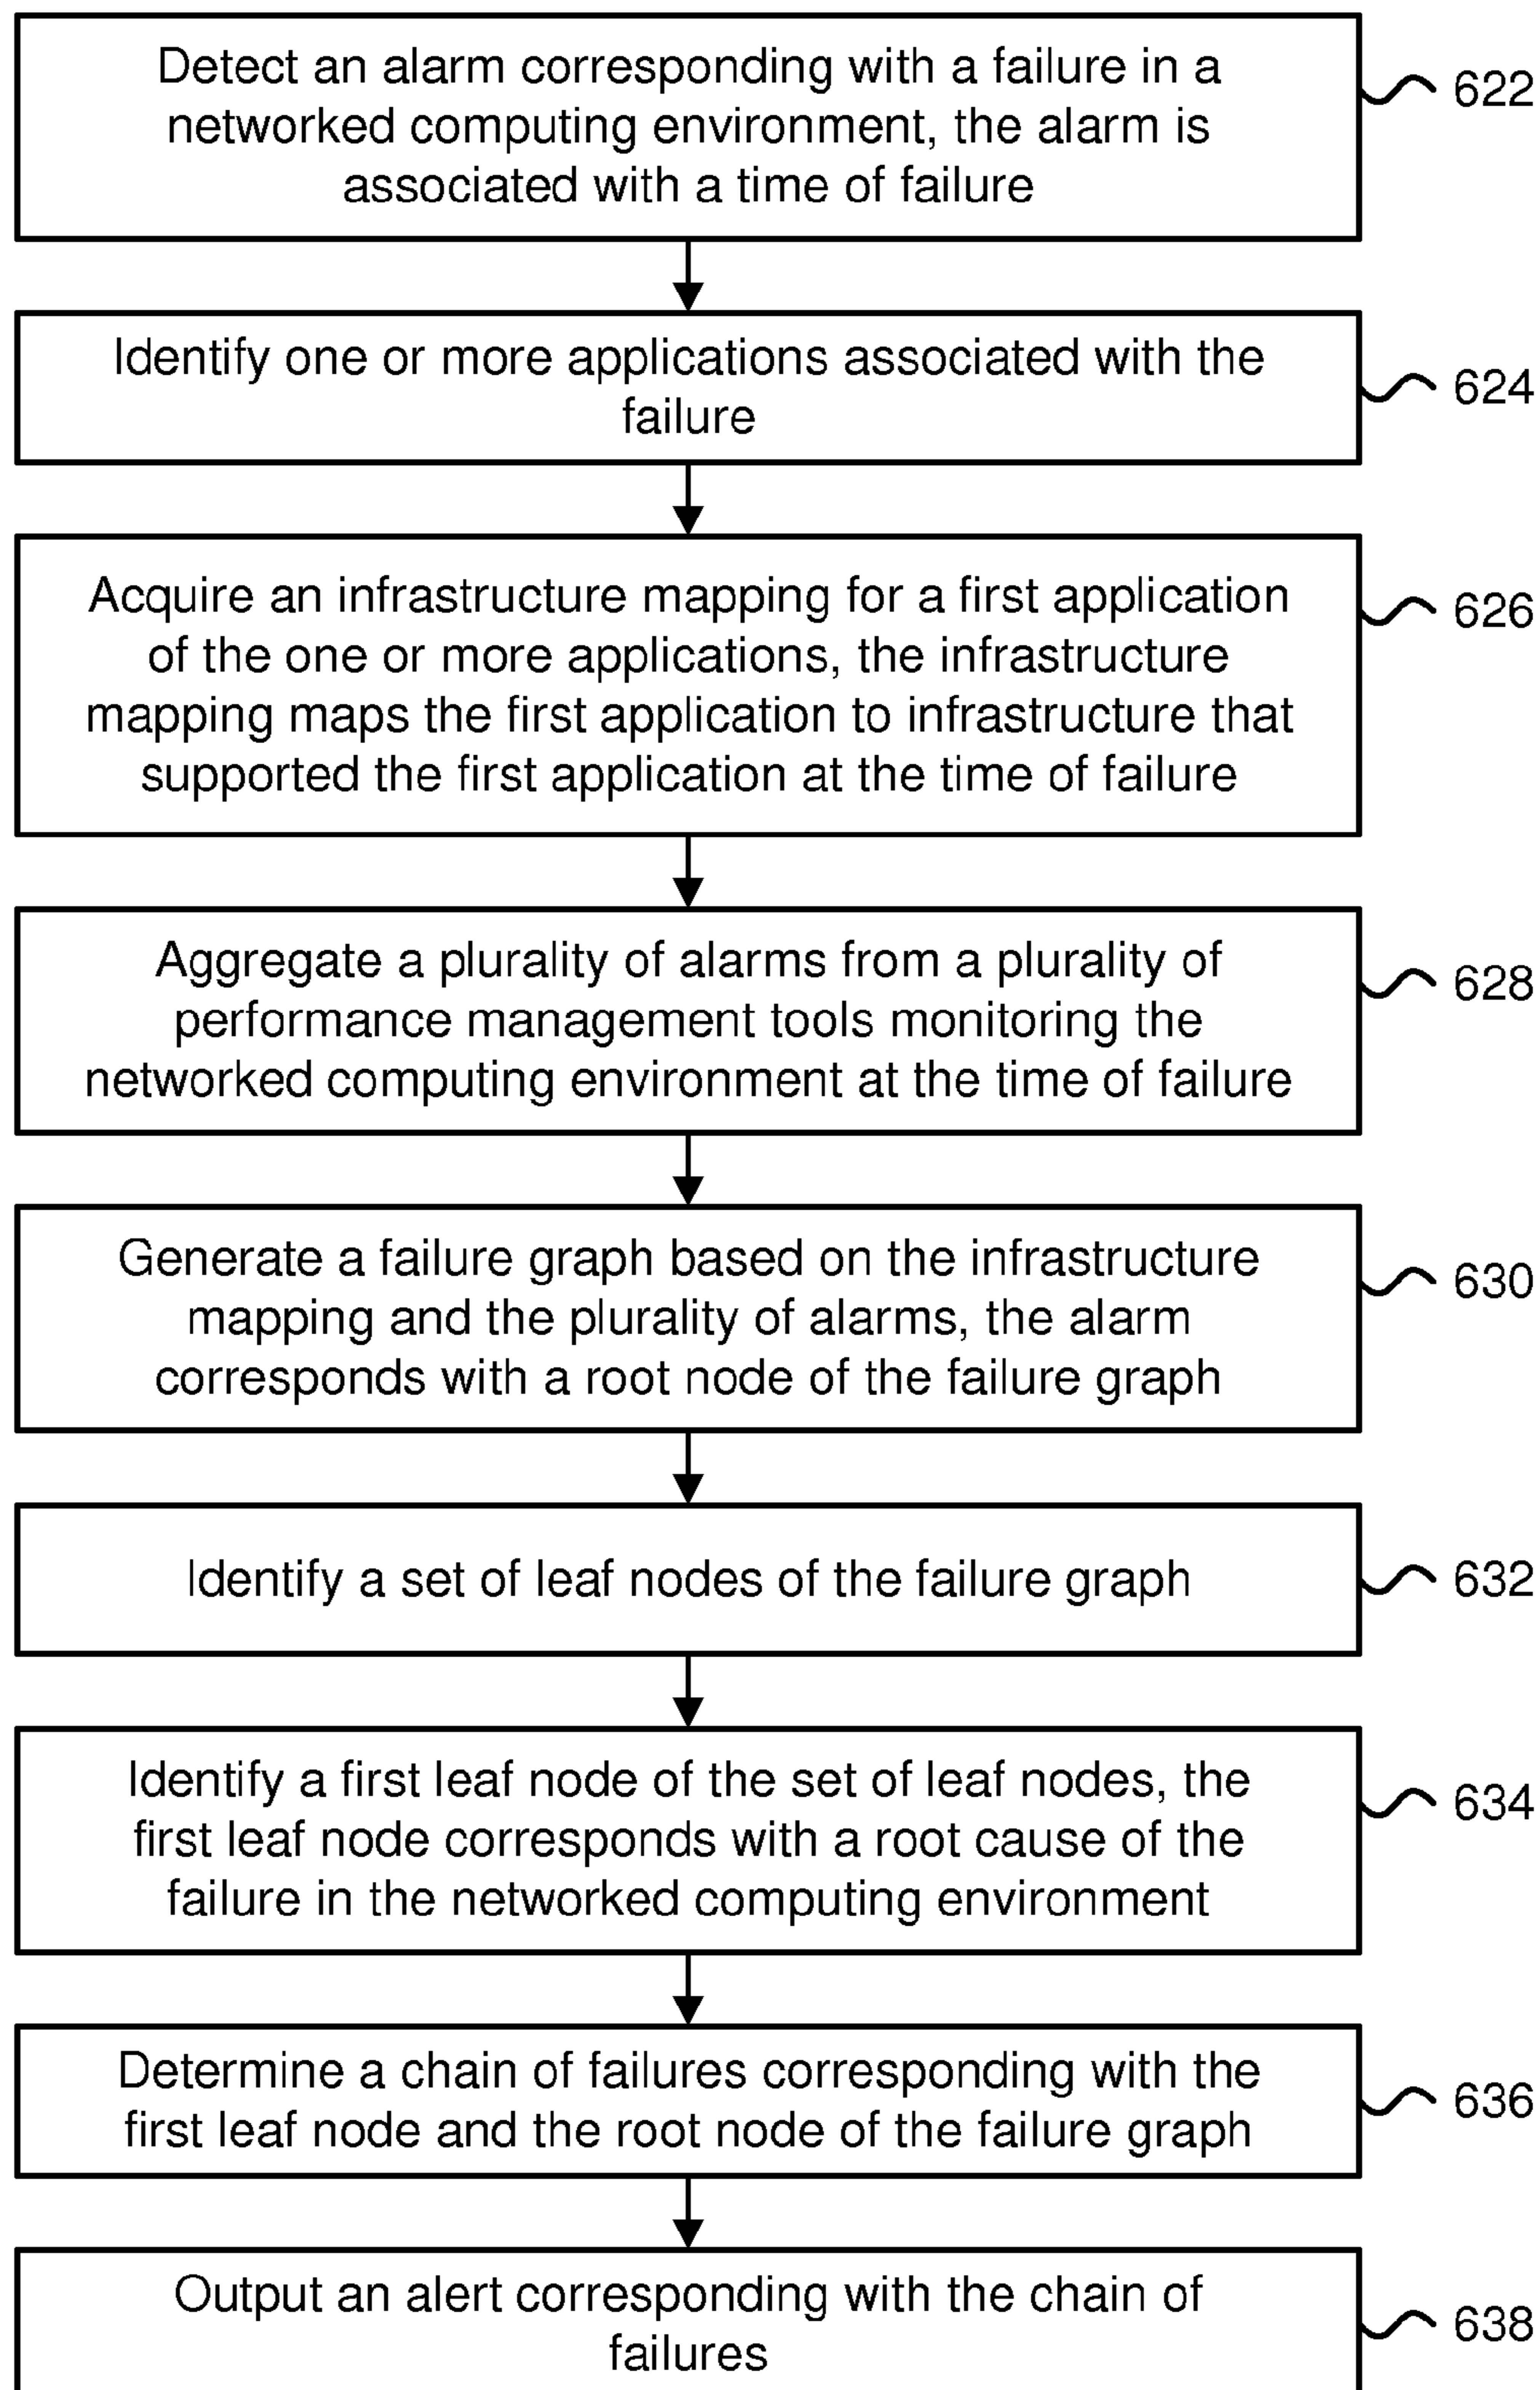 Detect an alarm corresponding with a failure in a
networked computing environment, the alarm is
associated with a time of failure
622
Identify one or more applications associated with the
failure
624
Acquire an infrastructure mapping for a first application
of the one or more applications, the infrastructure
mapping maps the first application to infrastructure that
supported the first application at the time of failure
626
Aggregate a plurality of alarms from a plurality of
performance management tools monitoring the
networked computing environment at the time of failure
628
Generate a failure graph based on the infrastructure
mapping and the plurality of alarms, the alarm
corresponds with a root node of the failure graph
630
Identify a set of leaf nodes of the failure graph
632
Identify a first leaf node of the set of leaf nodes, the
first leaf node corresponds with a root cause of the
failure in the networked computing environment
634
Determine a chain of failures corresponding with the
first leaf node and the root node of the failure graph
636
Output an alert corresponding with the chain of
failures
638